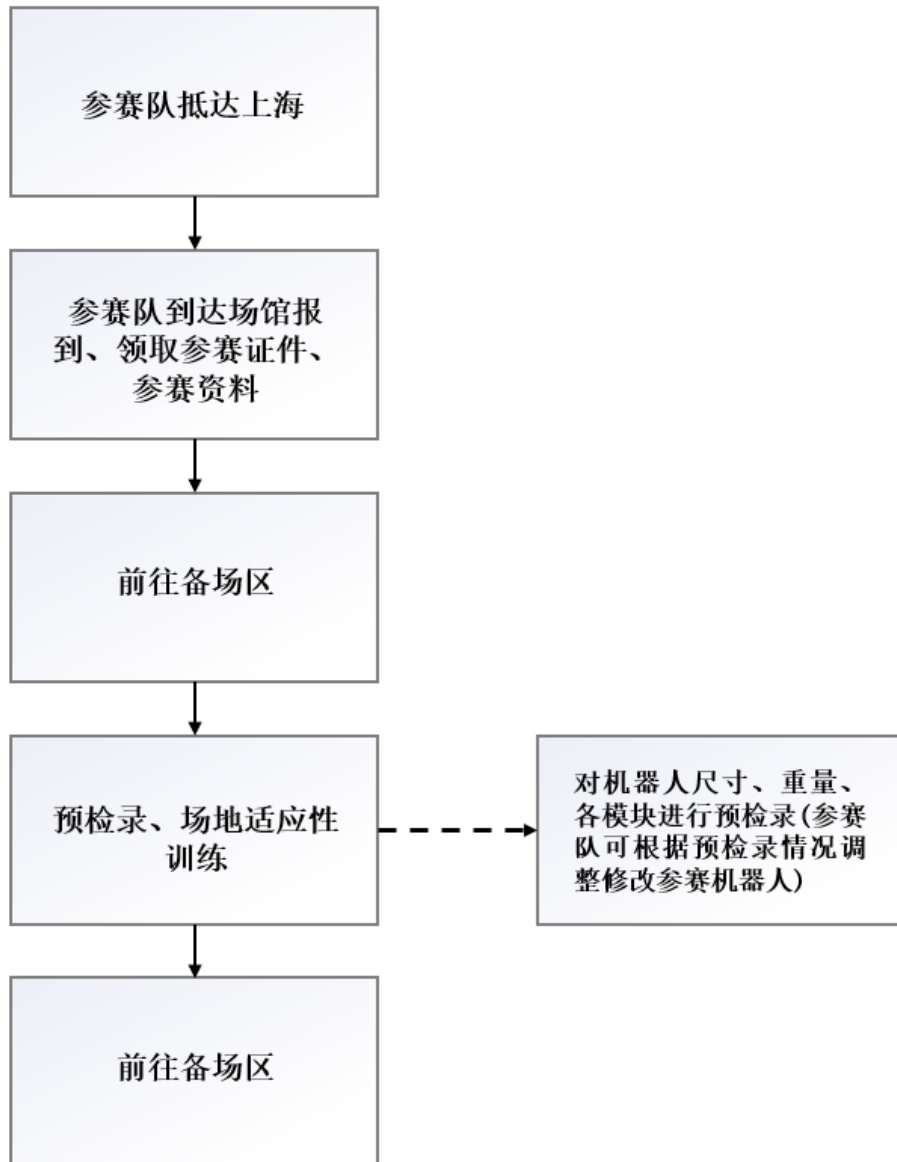 参赛队抵达上海
参赛队到达场馆报
到、领取参赛证件、
参赛资料
前往备场区
预检录、场地适应性
训练
对机器人尺寸、重量、
各模块进行预检录(参赛
队可根据预检录情况调
整修改参赛机器人)
前往备场区